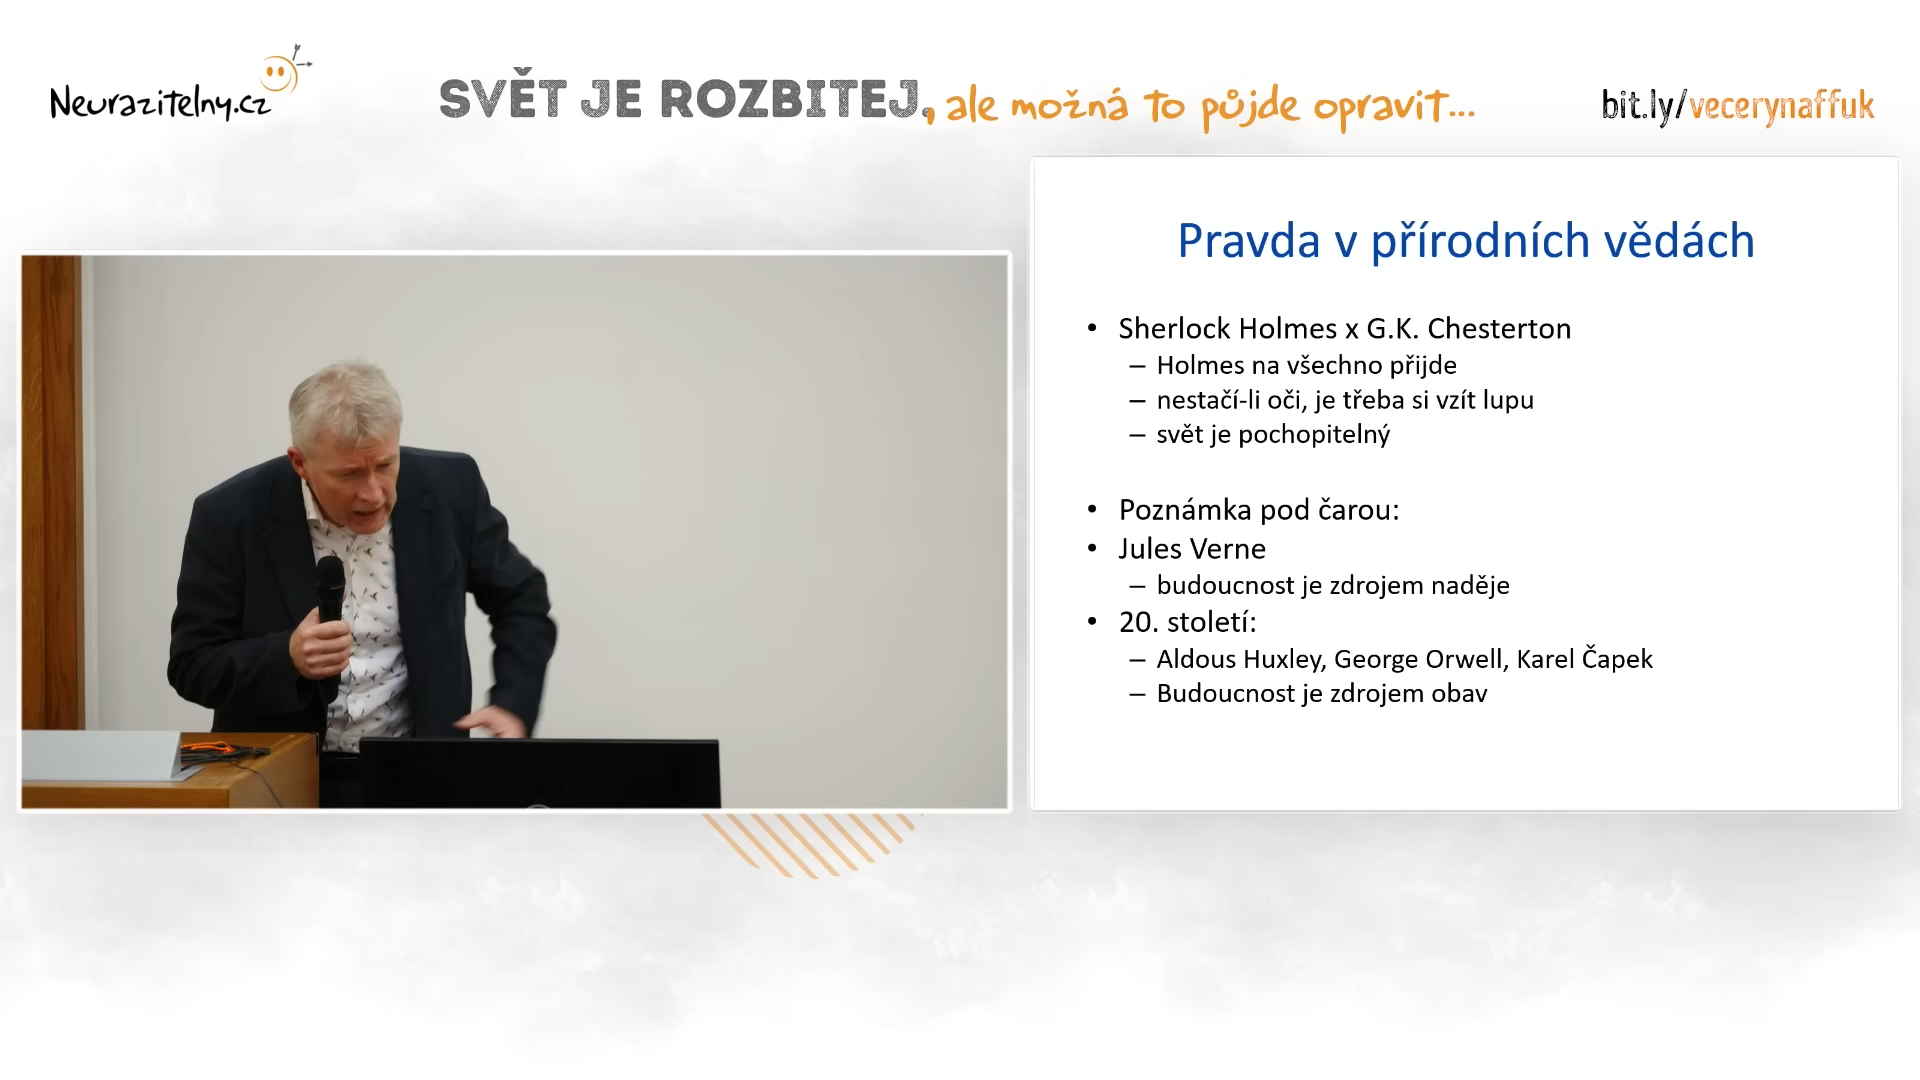 Neurazitelny.cz
SVĚT JE ROZBITEJ, ale možná to půjde opravit...
bit.ly/vecerynaffuk
Pravda v přírodních vědách
• Sherlock Holmes x G.K. Chesterton
– Holmes na všechno přijde
– nestačí-li oči, je třeba si vzít lupu
– svět je pochopitelný
• Poznámka pod čarou:
• Jules Verne
– budoucnost je zdrojem naděje
• 20. století:
– Aldous Huxley, George Orwell, Karel Čapek
– Budoucnost je zdrojem obav